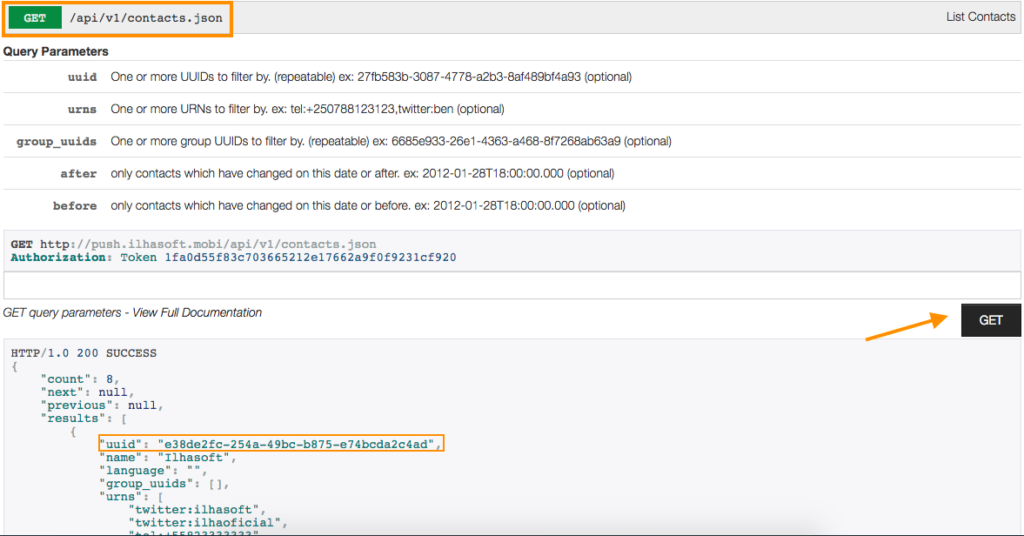 GET /api/v1/contacts.json List Contacts
Query Parameters
uuid One or more UUIDs to filter by. (repeatable) ex: 27fb583b-3087-4778-a2b3-8af489bf4a93 (optional)
urns One or more URNs to filter by. ex: tel:+250788123123,twitter:ben (optional)
group_uuids One or more group UUIDs to filter by. (repeatable) ex: 6685e933-26e1-4363-a468-8f7268ab63a9 (optional)
after only contacts which have changed on this date or after. ex: 2012-01-28T18:00:00.000 (optional)
before only contacts which have changed on this date or before. ex: 2012-01-28T18:00:00.000 (optional)
GET http://push.ilhasoft.mobi/api/v1/contacts.json
Authorization: Token 1fa0d55f83c703665212e17662a9f0f9231cf920
GET query parameters - View Full Documentation
GET
HTTP/1.0 200 SUCCESS
{
"count": 8,
"next": null,
"previous": null,
"results": [
{
"uuid": "e38de2fc-254a-49bc-b875-e74bcda2c4ad",
"name": "Ilhasoft",
"language": "",
"group_uuids": [],
"urns": [
"twitter:ilhasoft",
"twitter:ilhaoficial",